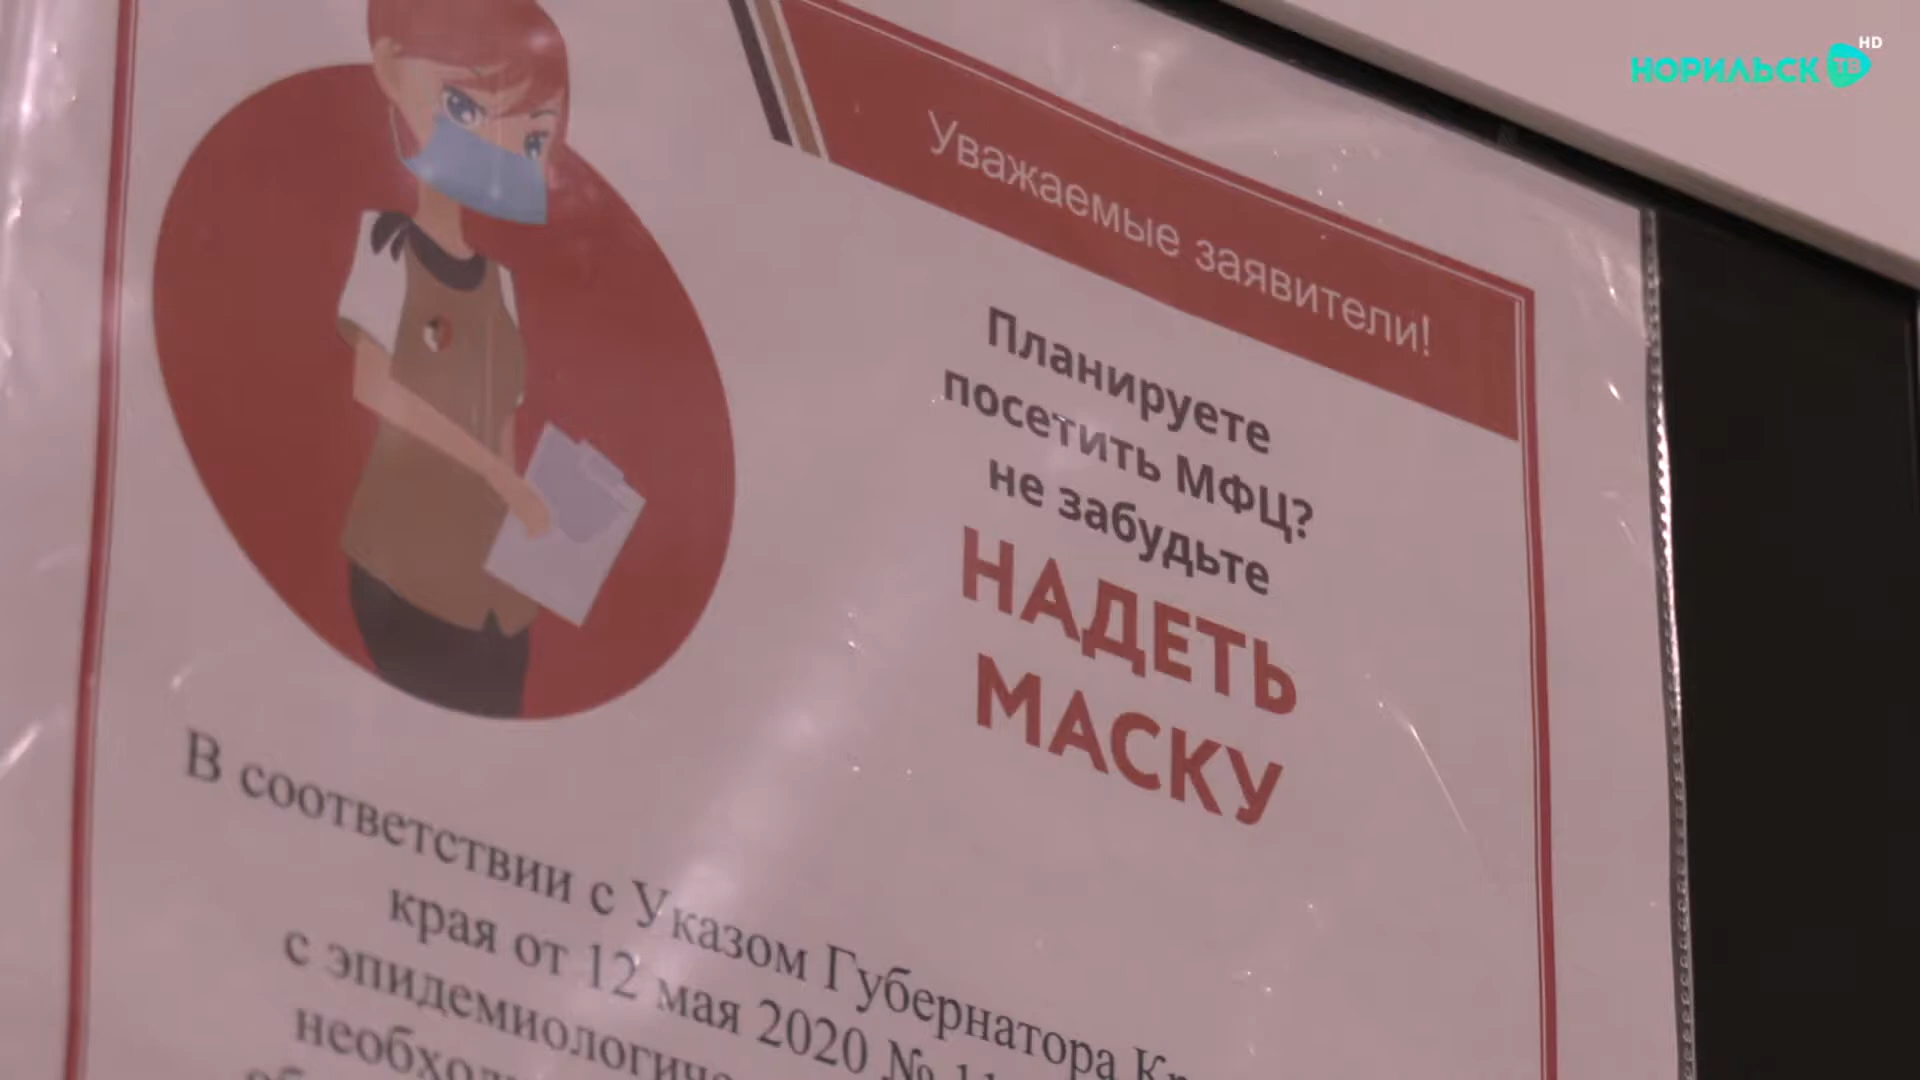 НОРИЛЬСК ТВ HD
Уважаемые заявители!
Планируете
посетить МФЦ?
не забудьте
НАДЕТЬ
МАСКУ
В соответствии с Указом Губернатора
края от 12 мая 2020 №
с